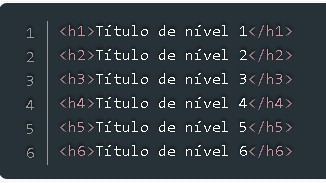 1 <h1>Título de nível 1</h1>
2 <h2>Título de nível 2</h2>
3 <h3>Título de nível 3</h3>
4 <h4>Título de nível 4</h4>
5 <h5>Título de nível 5</h5>
6 <h6>Título de nível 6</h6>